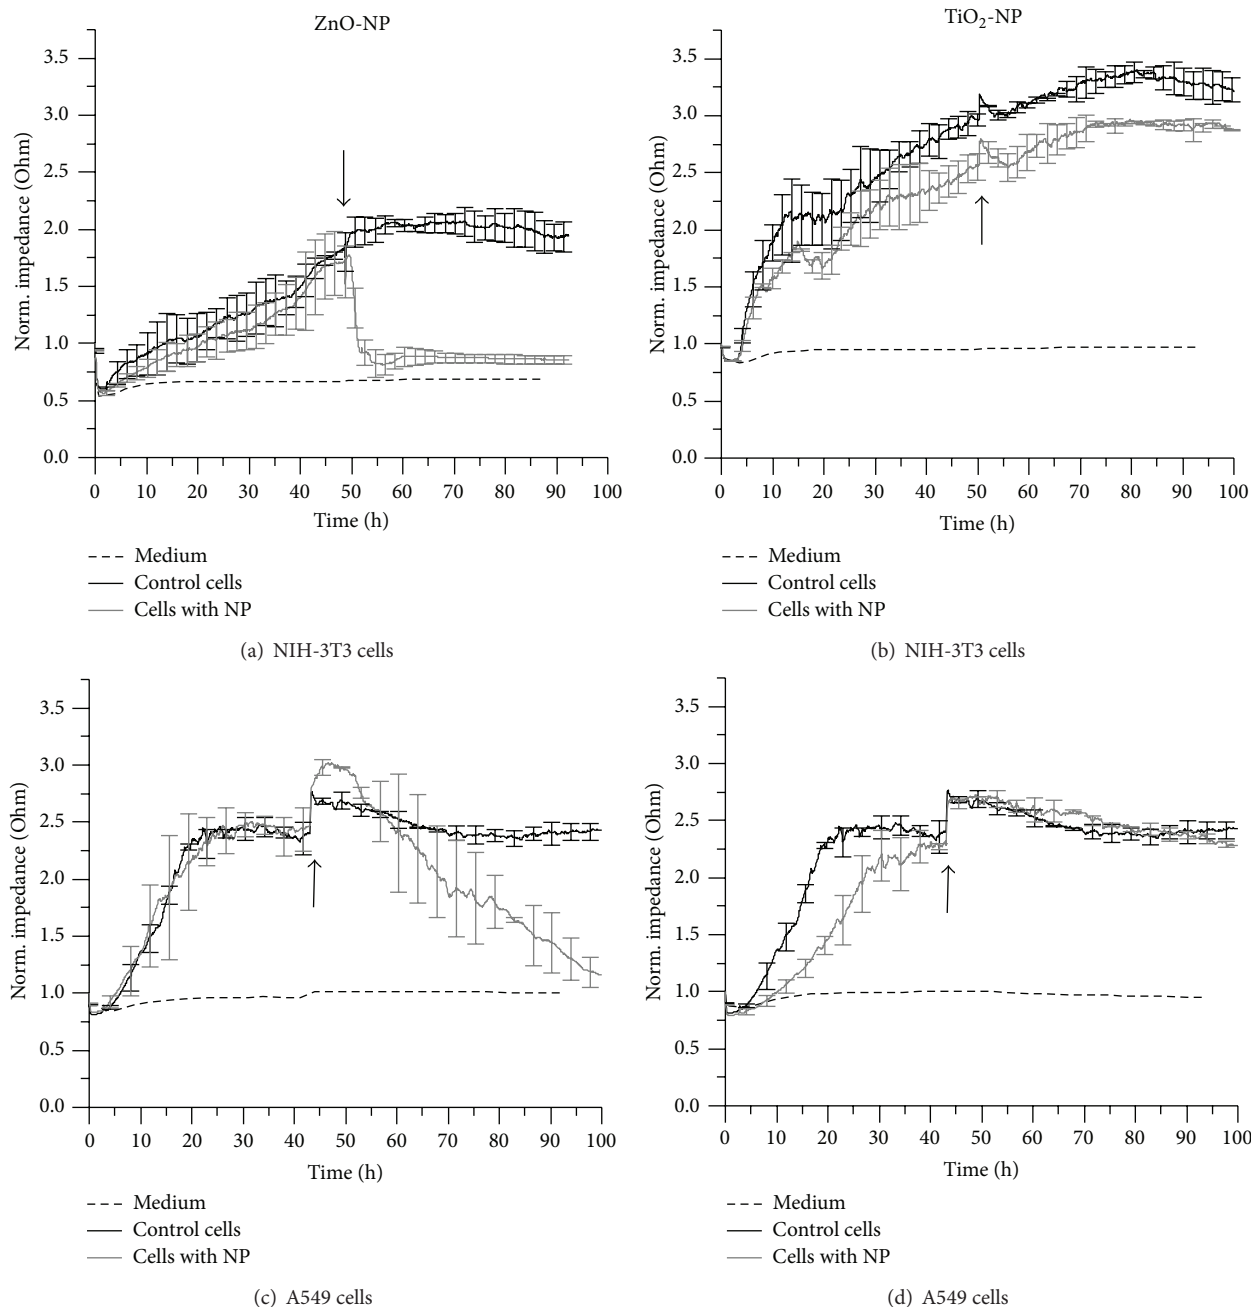 ZnO-NP
3.5
3.0
2.5
2.0
1.5
1.0
0.5
0.0
Norm. impedance (Ohm)
0 10 20 30 40 50 60 70 80 90 100
Time (h)
Medium
Control cells
Cells with NP
(a) NIH-3T3 cells
TiO₂-NP
3.5
3.0
2.5
2.0
1.5
1.0
0.5
0.0
Norm. impedance (Ohm)
0 10 20 30 40 50 60 70 80 90 100
Time (h)
Medium
Control cells
Cells with NP
(b) NIH-3T3 cells
3.5
3.0
2.5
2.0
1.5
1.0
0.5
0.0
Norm. impedance (Ohm)
0 10 20 30 40 50 60 70 80 90 100
Time (h)
Medium
Control cells
Cells with NP
(c) A549 cells
3.5
3.0
2.5
2.0
1.5
1.0
0.5
0.0
Norm. impedance (Ohm)
0 10 20 30 40 50 60 70 80 90 100
Time (h)
Medium
Control cells
Cells with NP
(d) A549 cells